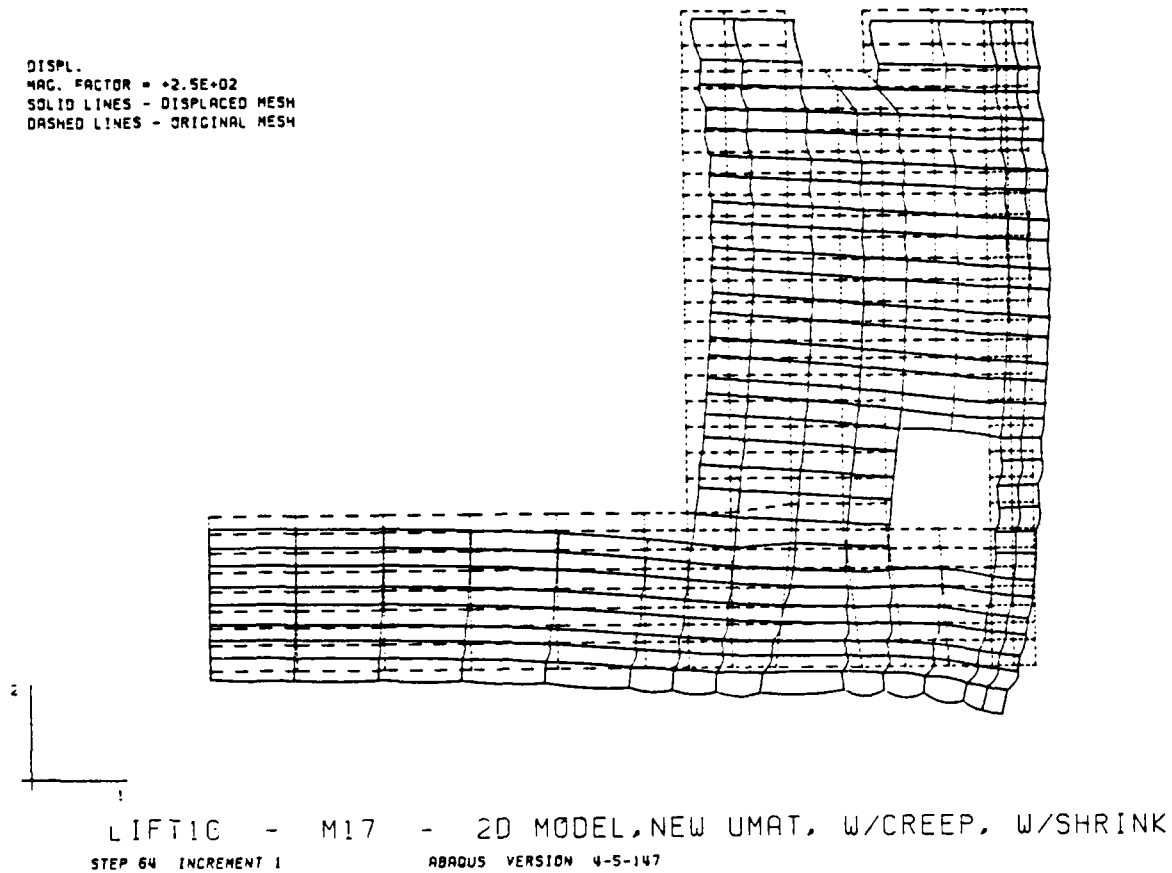 DISPL.
MAG. FACTOR = +2.5E+02
SOLID LINES - DISPLACED MESH
DASHED LINES - ORIGINAL MESH
2
1
LIFT10 - M17 - 2D MODEL, NEW UMAT, W/CREEP, W/SHRINK
STEP 64 INCREMENT 1 ABAQUS VERSION 4-5-147